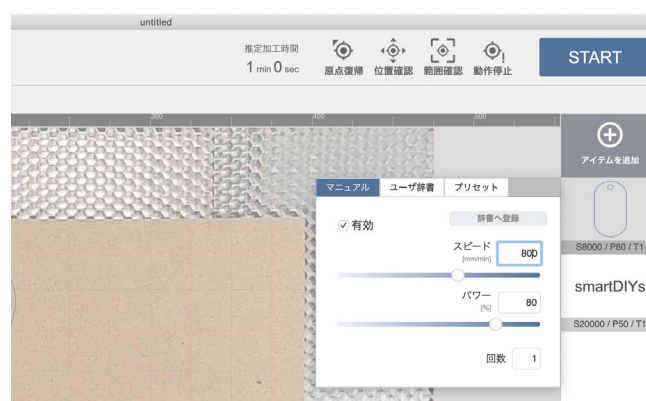 untitled
推定加工時間
1 min 0 sec
原点復帰
位置確認
範囲確認
動作停止
START
300
400
500
アイテムを追加
マニュアル
ユーザ辞書
プリセット
有効
辞書へ登録
スピード
[mm/min]
800
パワー
[%]
80
回数
1
S8000 / P80 / T1
smartDIYs
S20000 / P50 / T1